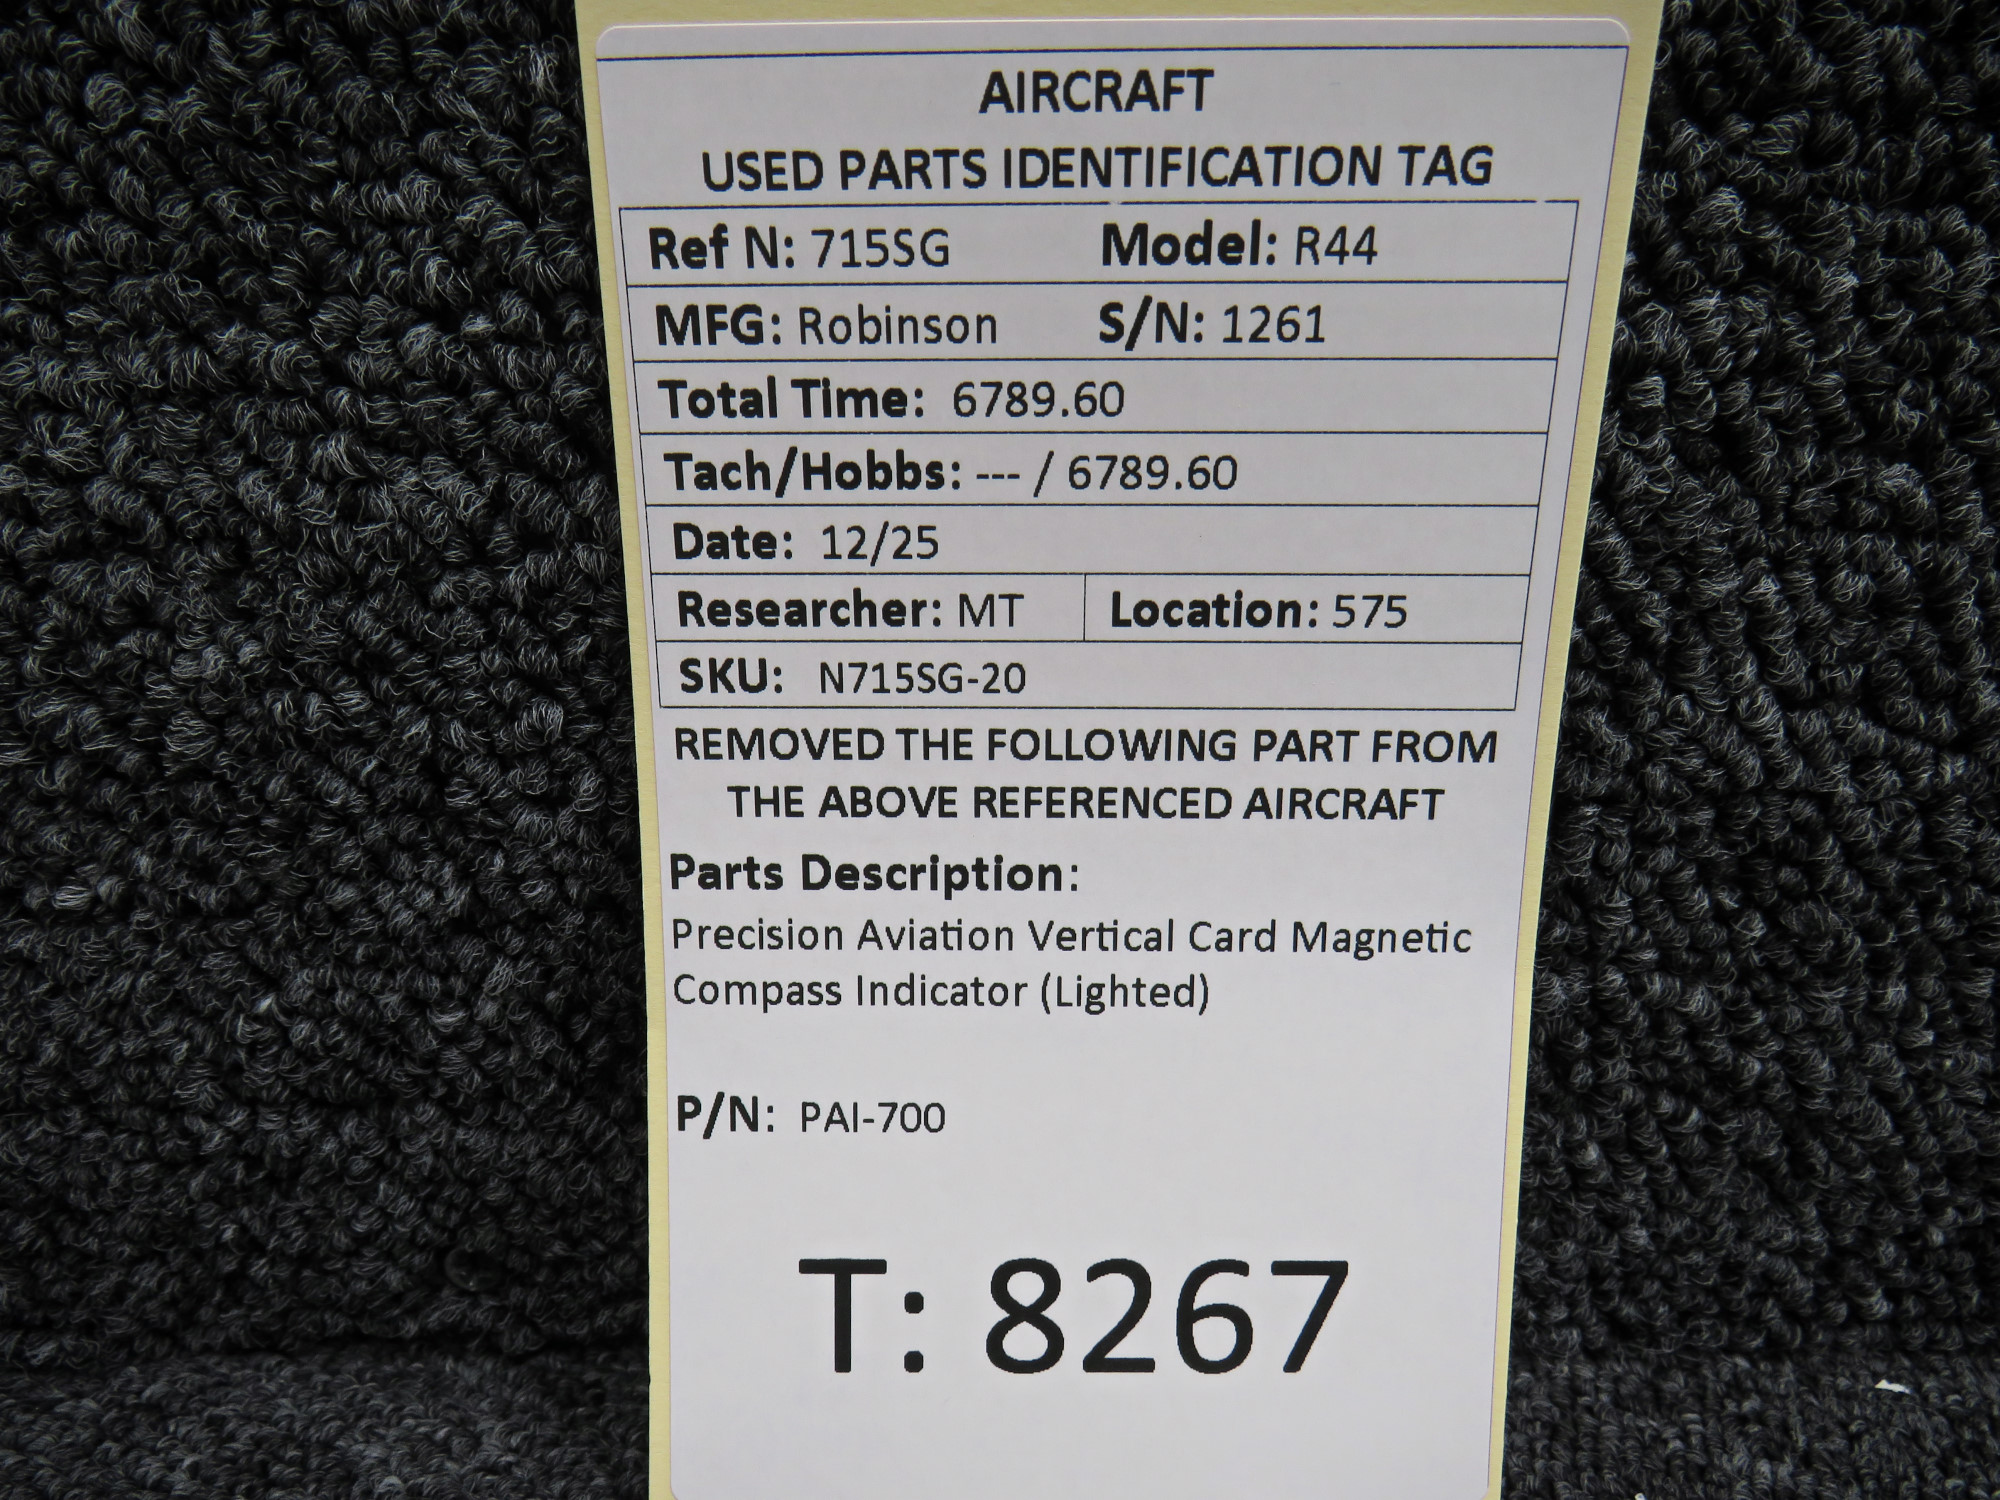 AIRCRAFT
USED PARTS IDENTIFICATION TAG
Ref N: 715SG Model: R44
MFG: Robinson S/N: 1261
Total Time: 6789.60
Tach/Hobbs: --- / 6789.60
Date: 12/25
Researcher: MT Location: 575
SKU: N715SG-20
REMOVED THE FOLLOWING PART FROM
THE ABOVE REFERENCED AIRCRAFT
Parts Description:
Precision Aviation Vertical Card Magnetic
Compass Indicator (Lighted)
P/N: PAI-700
T: 8267